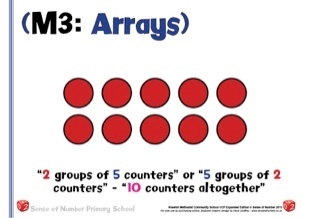 (M3: Arrays)
“2 groups of 5 counters” or “5 groups of 2
counters” - “10 counters altogether”
Sense of Number Primary School